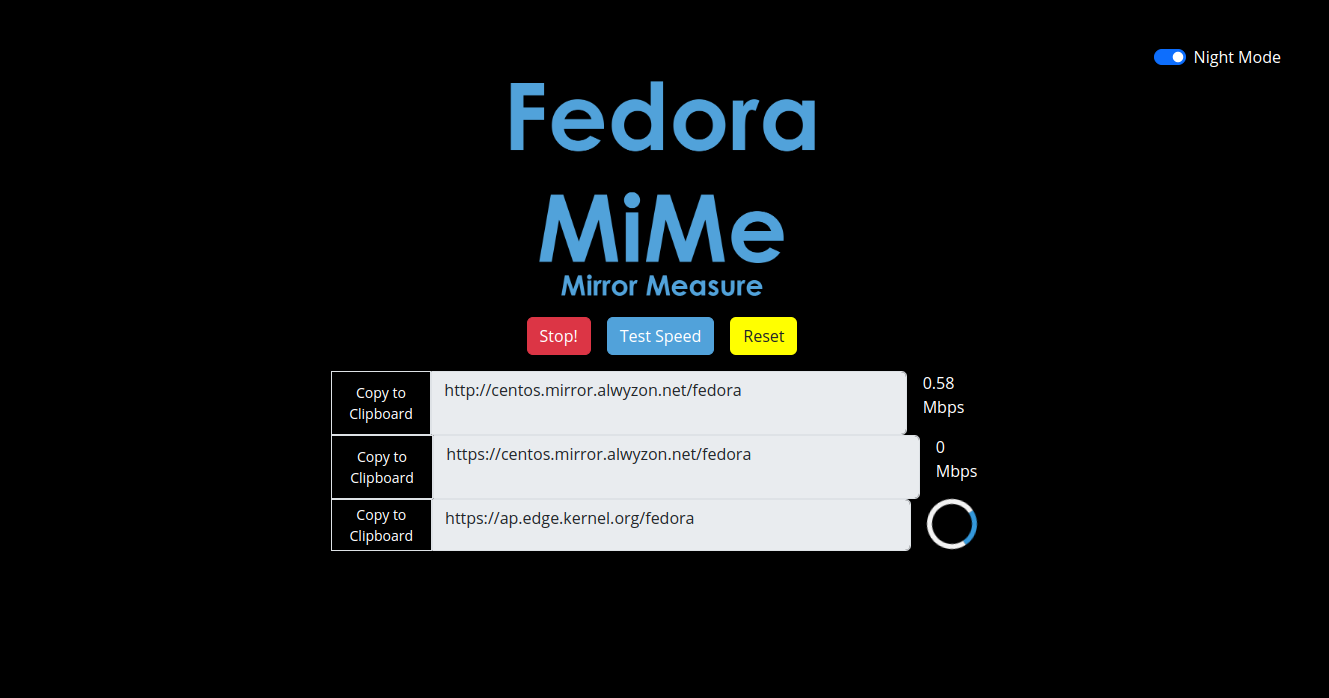 Night Mode
Fedora
MiMe
Mirror Measure
Stop! Test Speed Reset
Copy to
Clipboard
http://centos.mirror.alwyzon.net/fedora
0.58
Mbps
Copy to
Clipboard
https://centos.mirror.alwyzon.net/fedora
0
Mbps
Copy to
Clipboard
https://ap.edge.kernel.org/fedora